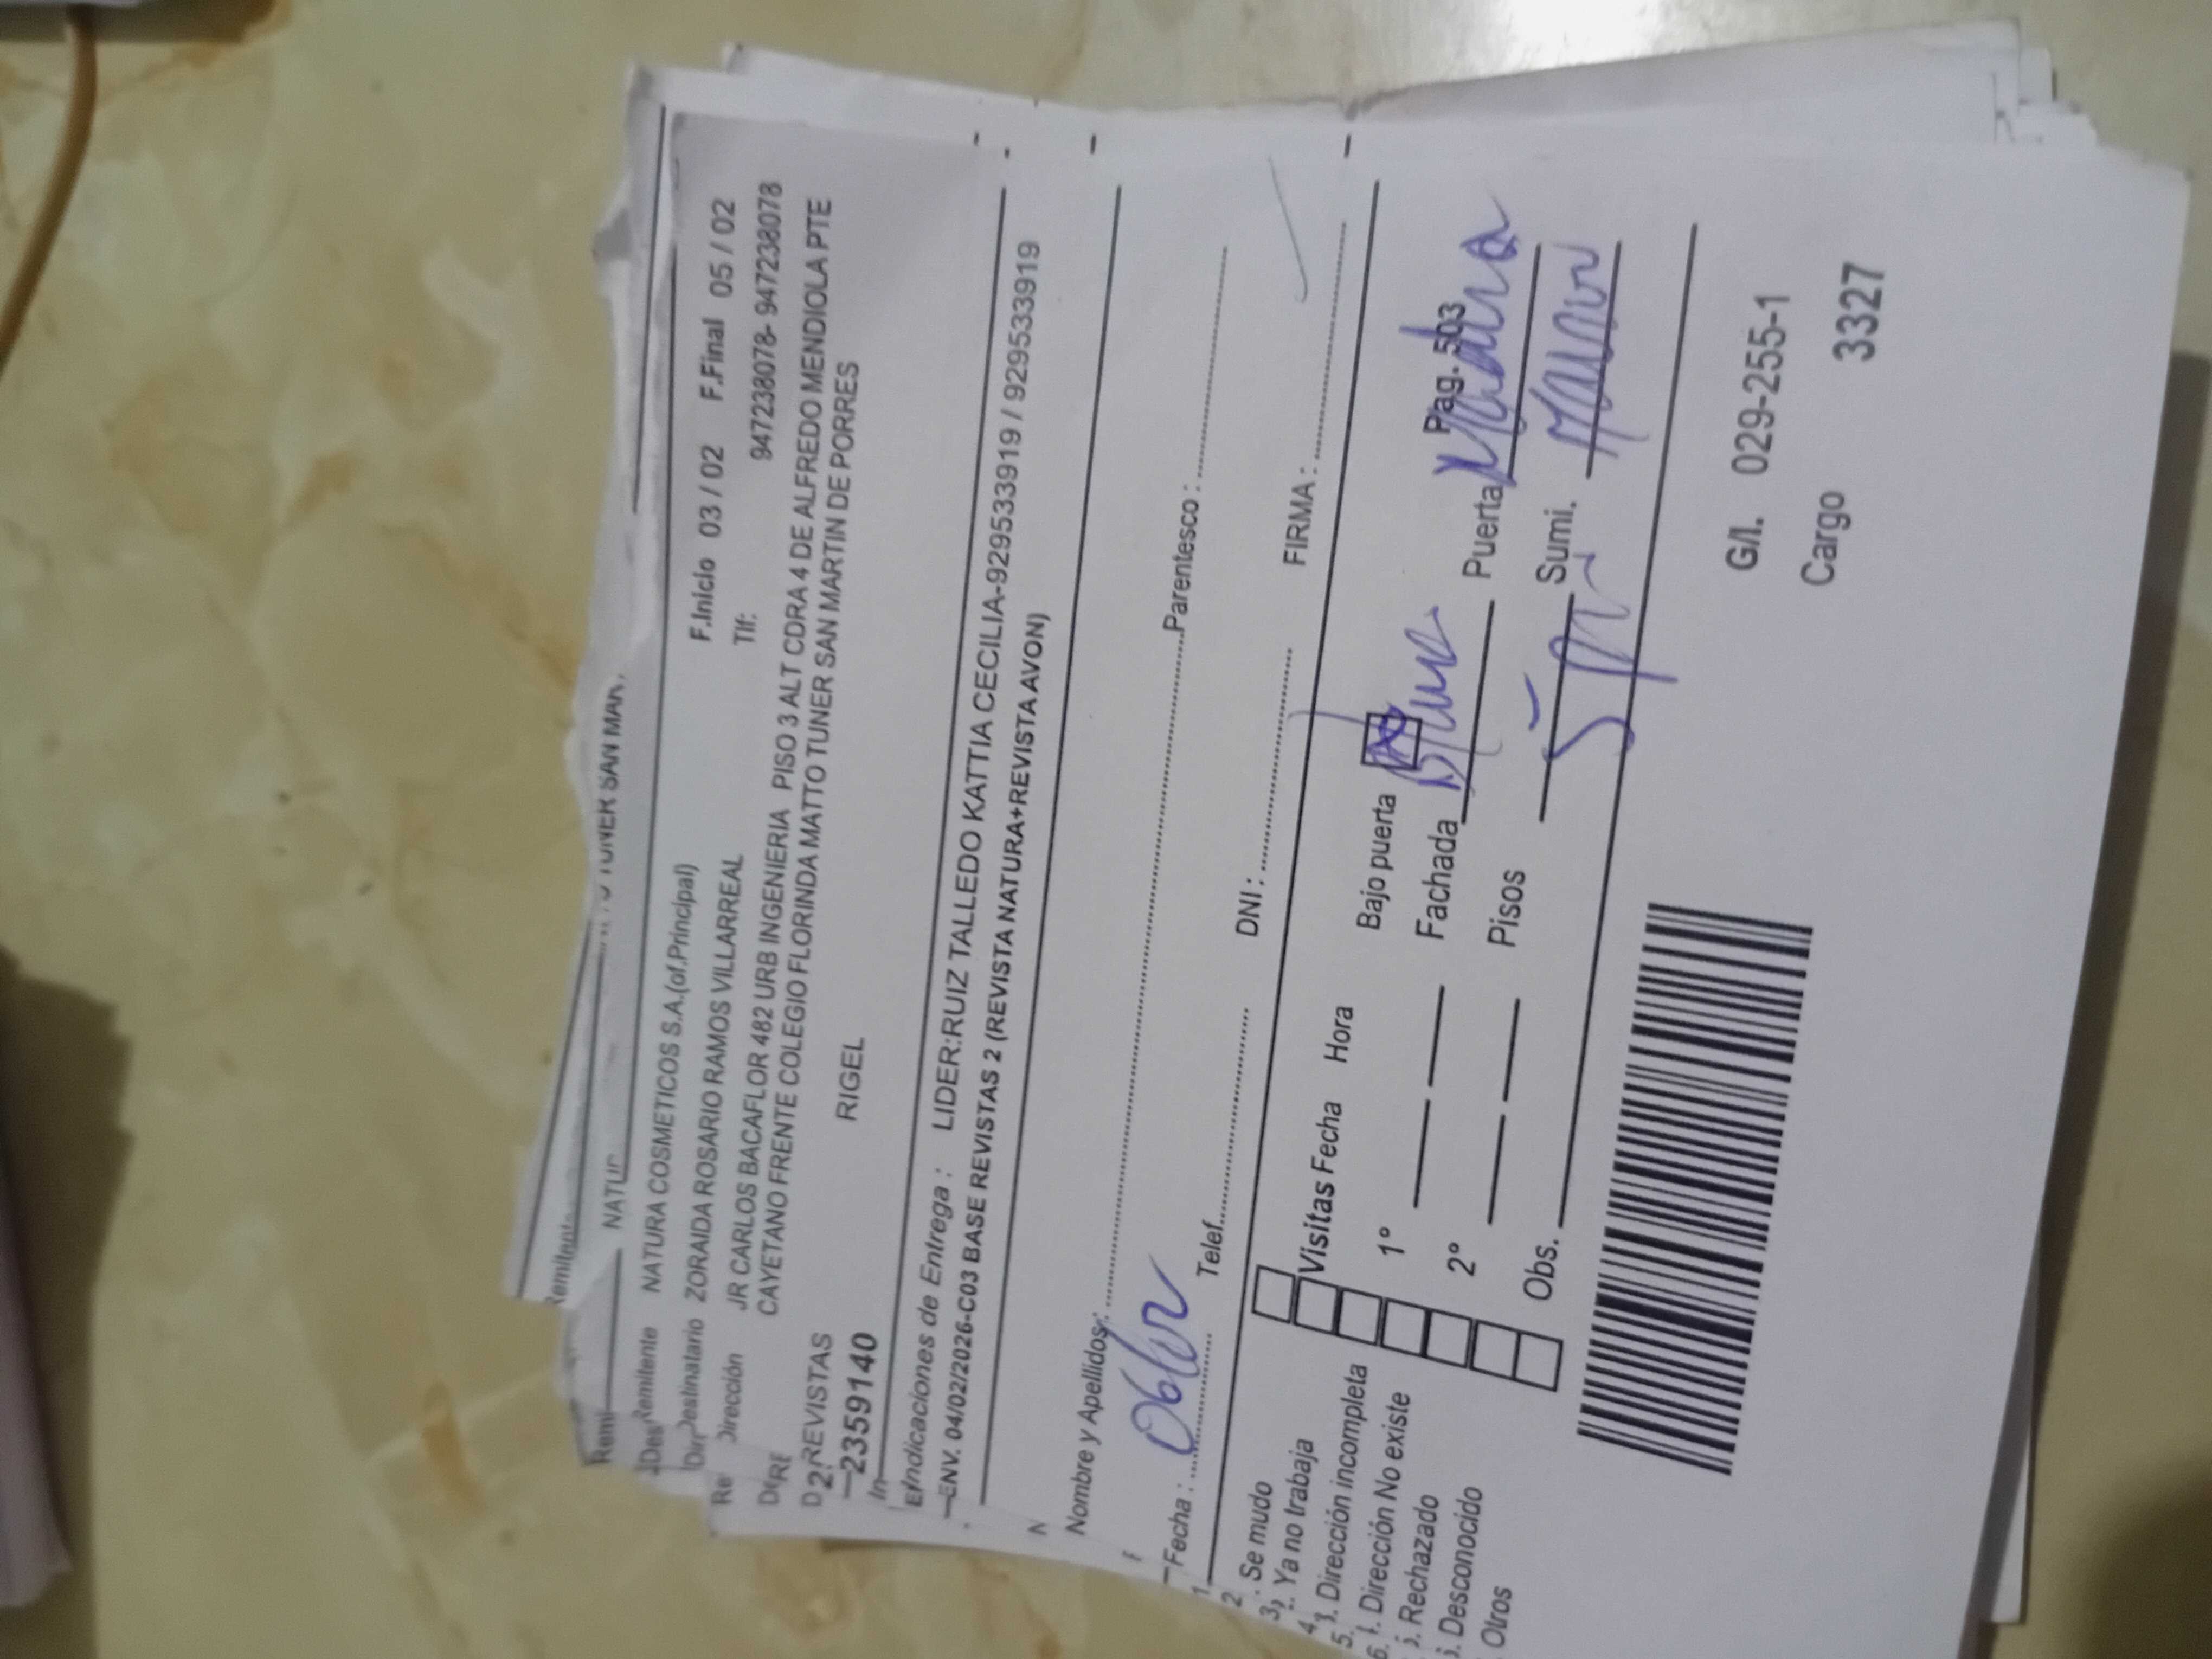 TUNER SAN MAR
Remitente
NATUR
Remi
Remitente NATURA COSMETICOS S.A.(of.Principal) F.Inicio 03 / 02 F.Final 05 / 02
Destinatario ZORAIDA ROSARIO RAMOS VILLARREAL Tlf: 947238078- 9472380078
Dirección JR CARLOS BACAFLOR 482 URB INGENIERIA PISO 3 ALT CDRA 4 DE ALFREDO MENDIOLA PTE
CAYETANO FRENTE COLEGIO FLORINDA MATTO TUNER SAN MARTIN DE PORRES
REVISTAS RIGEL
2359140
Indicaciones de Entrega : LIDER:RUIZ TALLEDO KATTIA CECILIA-929533919 / 929533919
ENV. 04/02/2026-C03 BASE REVISTAS 2 (REVISTA NATURA+REVISTA AVON)
Nombre y Apellidos: Parentesco :
Fecha : Telef. DNI : FIRMA :
Se mudo
Ya no trabaja
3. Dirección incompleta
Dirección No existe
Rechazado
Desconocido
Otros
Visitas Fecha Hora Bajo puerta Pag. 503
1º Fachada Puerta
2º Pisos Sumi.
Obs.
G/l. 029-255-1
Cargo 3327